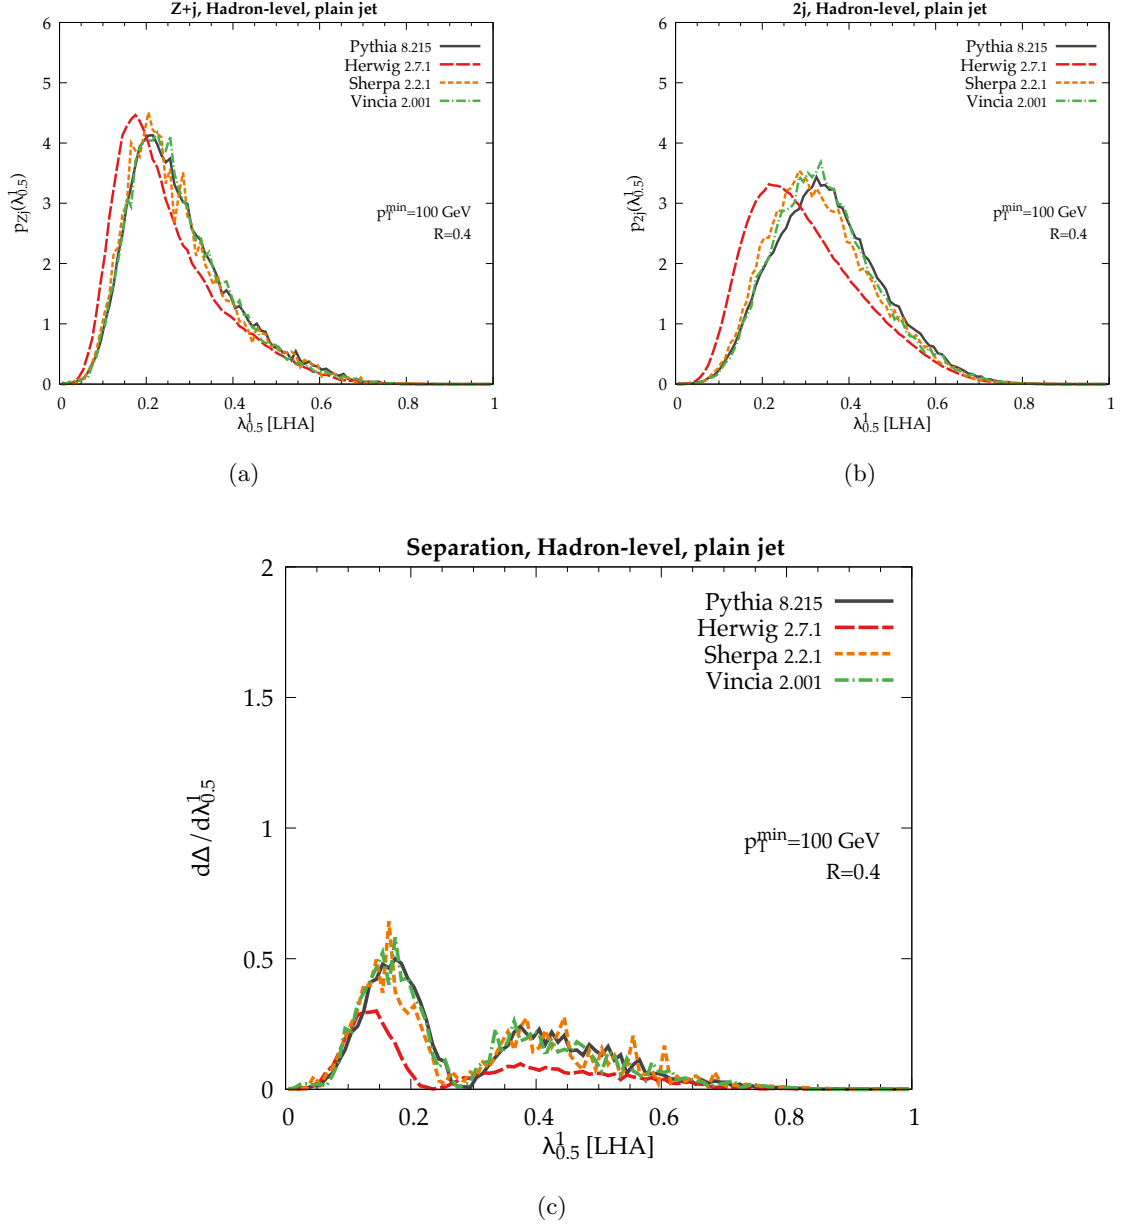 Z+j, Hadron-level, plain jet
6
5
4
3
2
1
0
p_Zj(λ^1_0.5)
Pythia 8.215
Herwig 2.7.1
Sherpa 2.2.1
Vincia 2.001
p_T^min=100 GeV
R=0.4
0 0.2 0.4 0.6 0.8 1
λ^1_0.5 [LHA]
(a)
2j, Hadron-level, plain jet
6
5
4
3
2
1
0
p_2j(λ^1_0.5)
Pythia 8.215
Herwig 2.7.1
Sherpa 2.2.1
Vincia 2.001
p_T^min=100 GeV
R=0.4
0 0.2 0.4 0.6 0.8 1
λ^1_0.5 [LHA]
(b)
Separation, Hadron-level, plain jet
2
1.5
1
0.5
0
dΔ/dλ^1_0.5
Pythia 8.215
Herwig 2.7.1
Sherpa 2.2.1
Vincia 2.001
p_T^min=100 GeV
R=0.4
0 0.2 0.4 0.6 0.8 1
λ^1_0.5 [LHA]
(c)